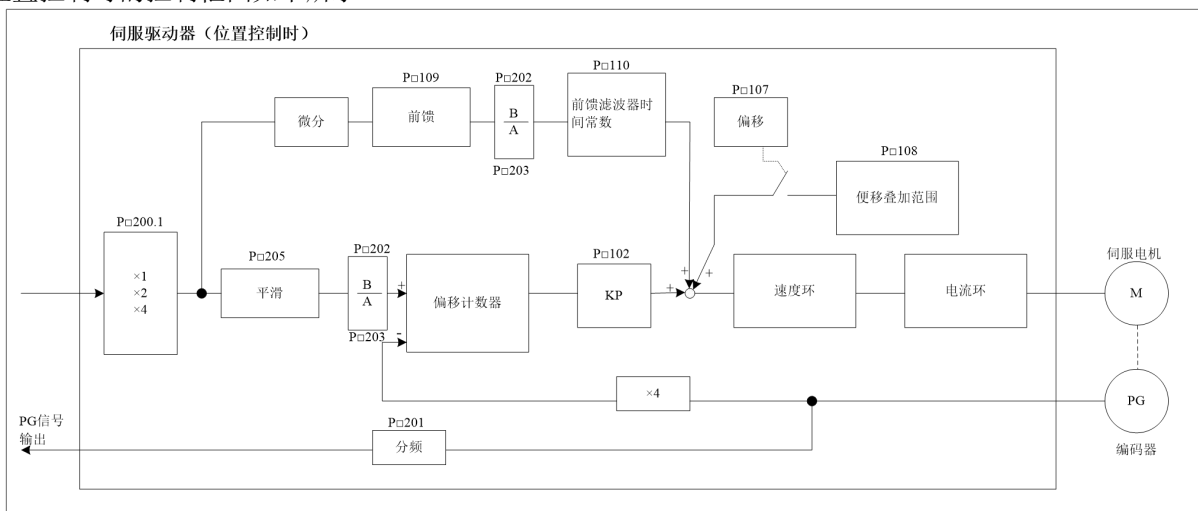 伺服驱动器（位置控制时）
P□109
微分
前馈
P□202
B
A
P□203
P□110
前馈滤波器时
间常数
P□107
偏移
P□108
便移叠加范围
P□200.1
×1
×2
×4
P□205
平滑
P□202
B
A
P□203
+
-
偏移计数器
P□102
KP
+
+
+
速度环
电流环
伺服电机
M
×4
PG
编码器
PG信号
输出
P□201
分频